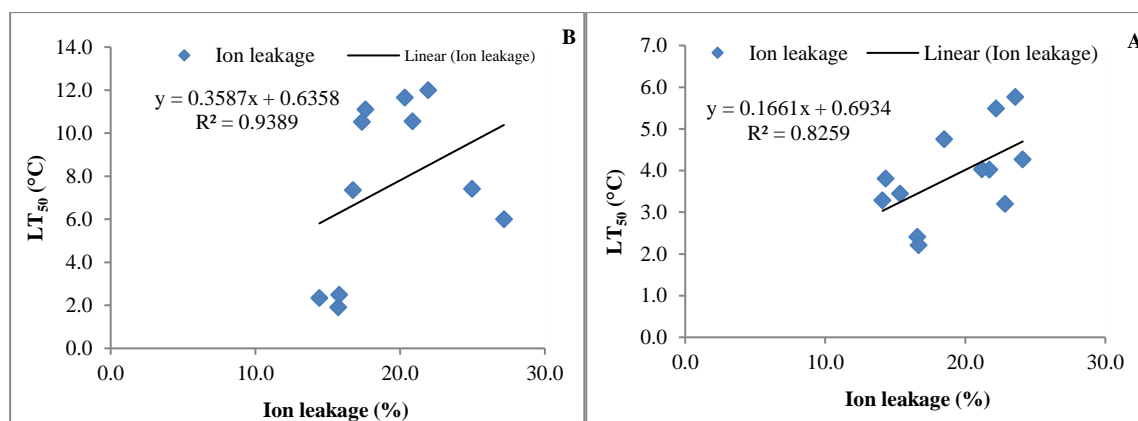 B
Ion leakage
Linear (Ion leakage)
y = 0.3587x + 0.6358
R² = 0.9389
14.0
12.0
10.0
8.0
6.0
4.0
2.0
0.0
LT₅₀ (°C)
0.0 10.0 20.0 30.0
Ion leakage (%)
A
Ion leakage
Linear (Ion leakage)
y = 0.1661x + 0.6934
R² = 0.8259
7.0
6.0
5.0
4.0
3.0
2.0
1.0
0.0
LT₅₀ (°C)
0.0 10.0 20.0 30.0
Ion leakage (%)